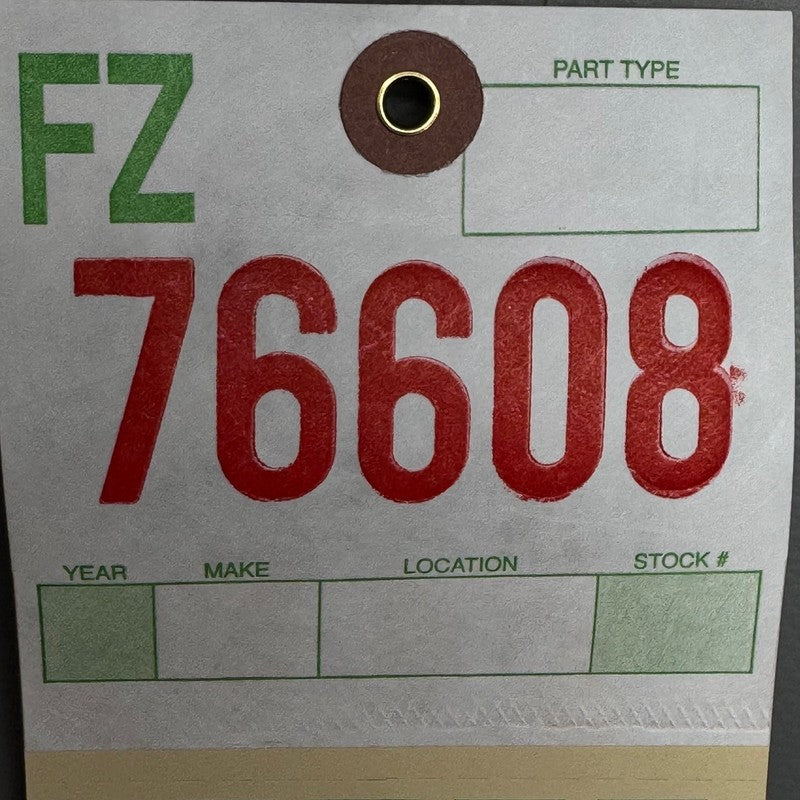 FZ
PART TYPE
76608
YEAR MAKE LOCATION STOCK #